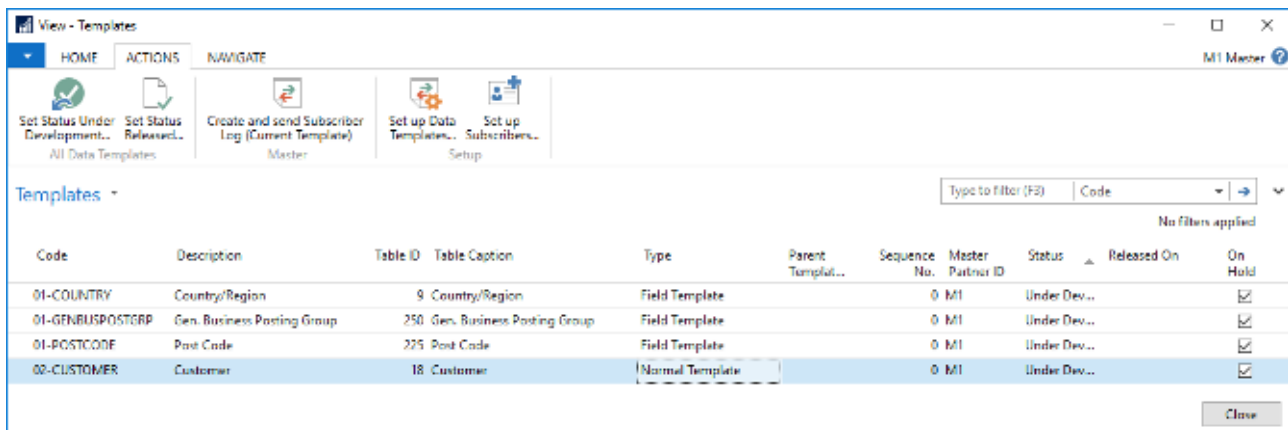 View - Templates
HOME ACTIONS NAVIGATE M1 Master
Set Status Under Development... Set Status Released... Create and send Subscriber Log (Current Template) Set up Data Templates... Set up Subscribers...
All Data Templates Master Setup
Templates Type to filter (F3) Code
No filters applied
Code Description Table ID Table Caption Type Parent Templat... Sequence No. Master Partner ID Status Released On On Hold
01-COUNTRY Country/Region 9 Country/Region Field Template 0 M1 Under Dev...
01-GENBUSPOSTGRP Gen. Business Posting Group 250 Gen. Business Posting Group Field Template 0 M1 Under Dev...
01-POSTCODE Post Code 225 Post Code Field Template 0 M1 Under Dev...
02-CUSTOMER Customer 18 Customer Normal Template 0 M1 Under Dev...
Close